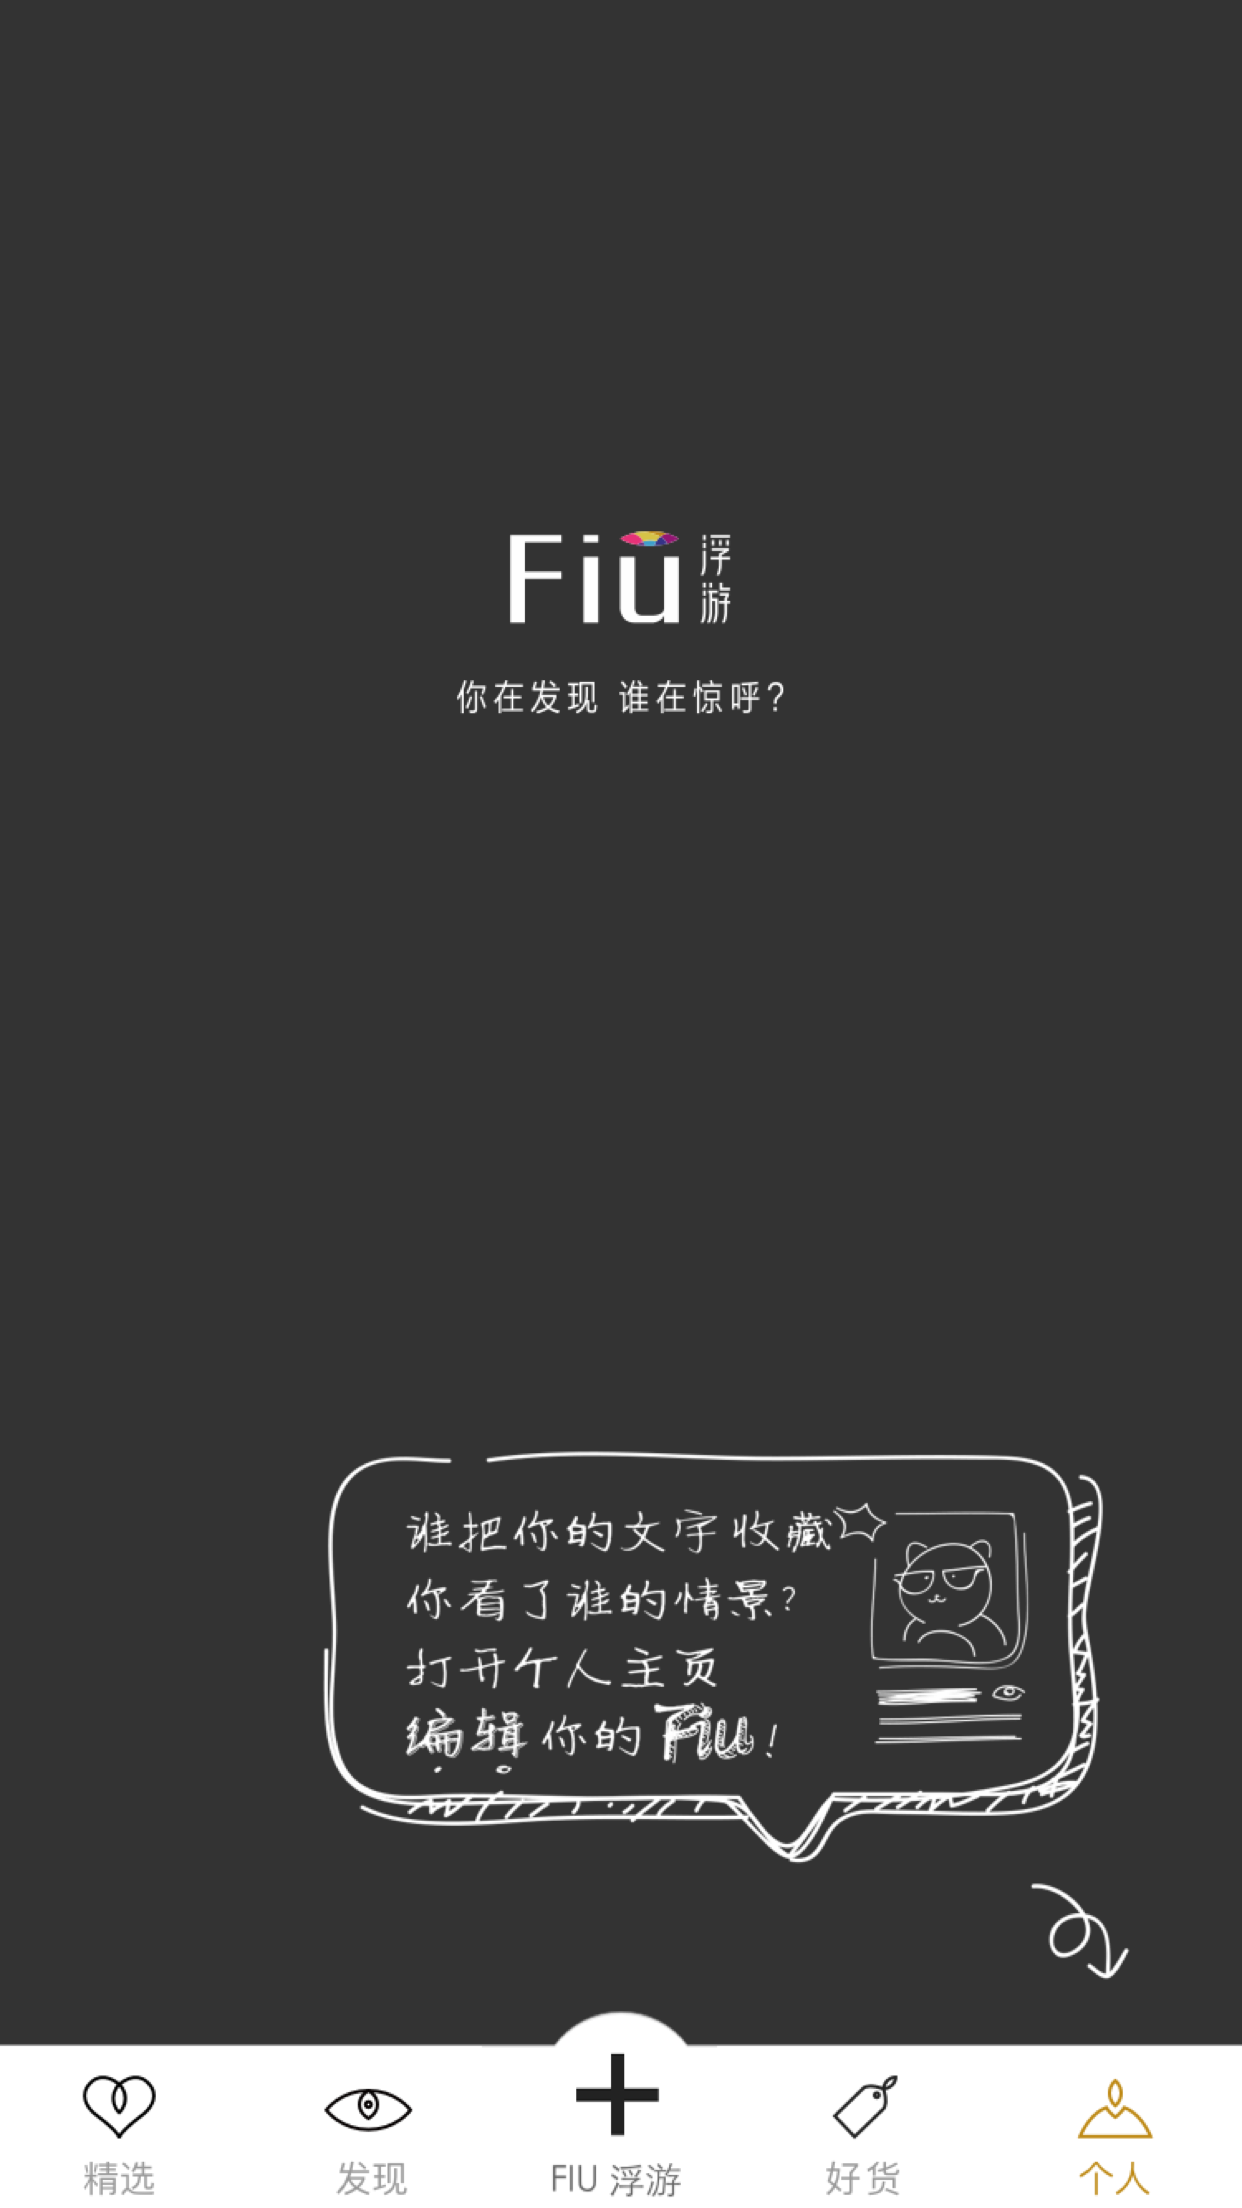 Fiu 浮游
你在发现 谁在惊呼?
谁把你的文字收藏
你看了谁的情景?
打开个人主页
编辑你的Fiu!
精选
发现
FIU 浮游
好货
个人